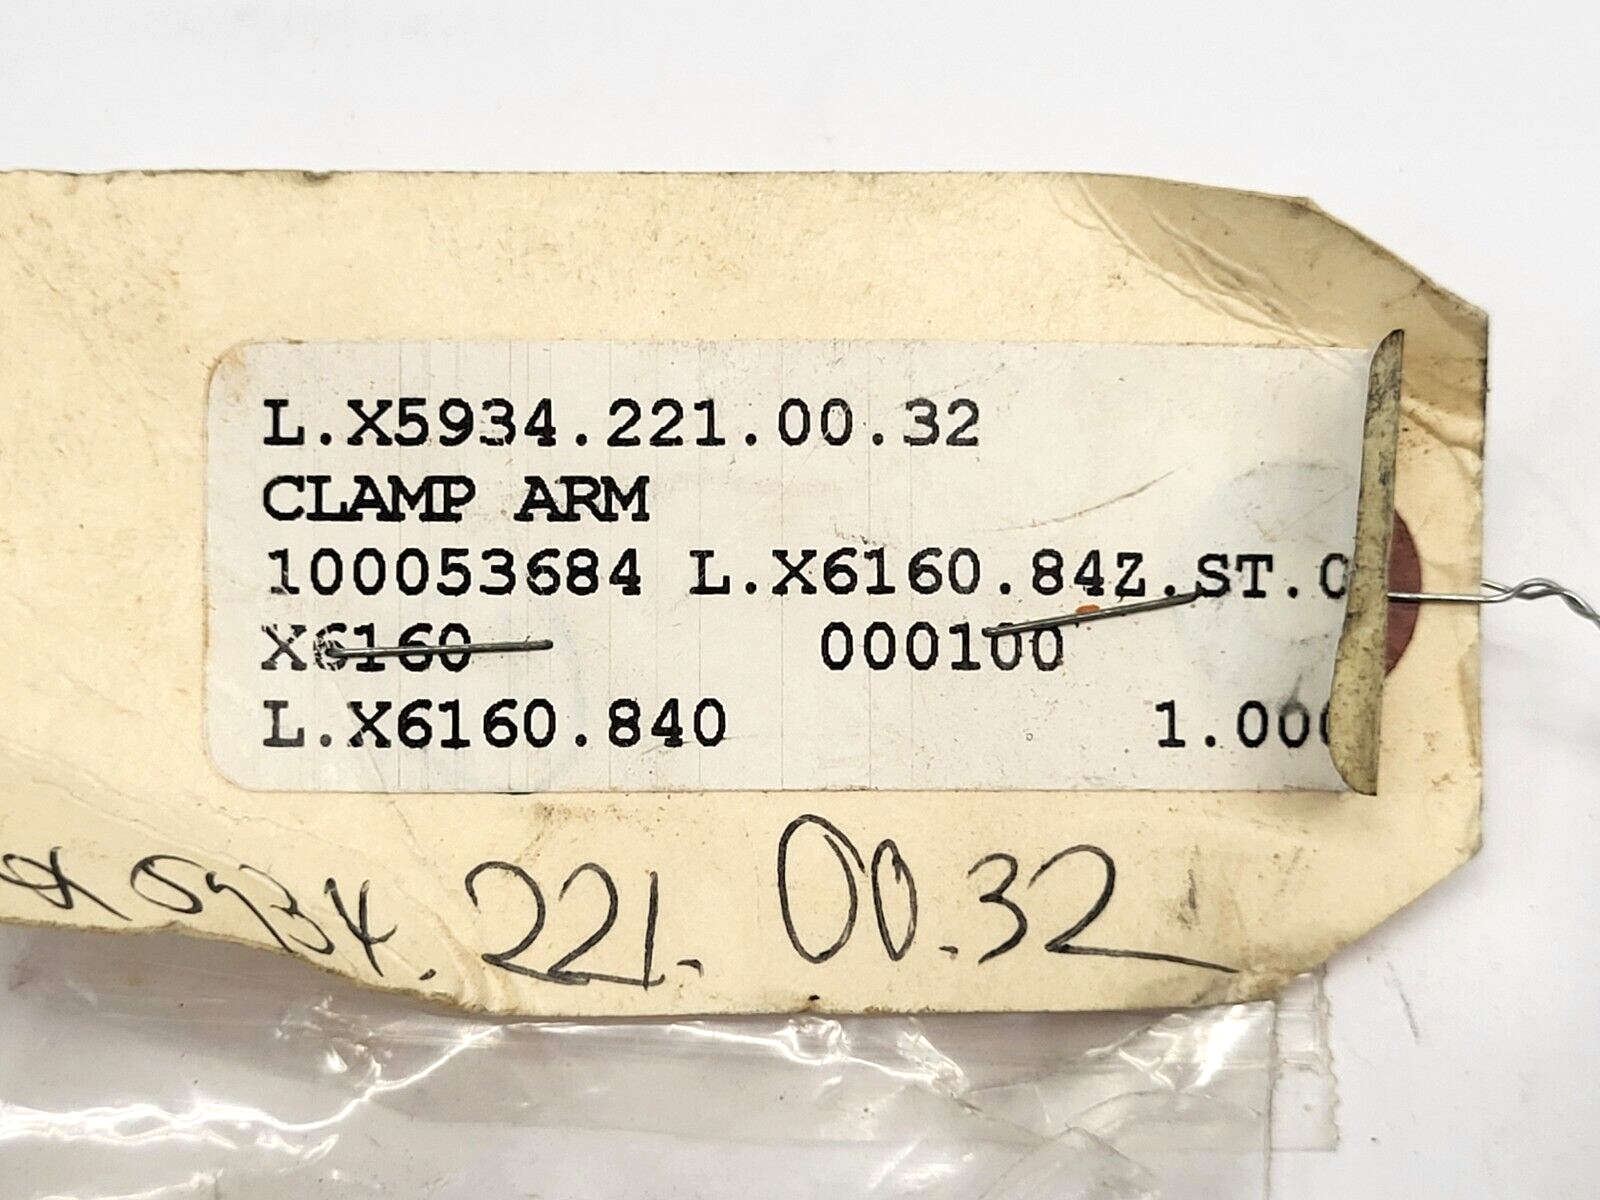 L.X5934.221.00.32
CLAMP ARM
100053684 L.X6160.84Z.ST.
X6160 000100
L.X6160.840 1.00
X 5934.221.00.32